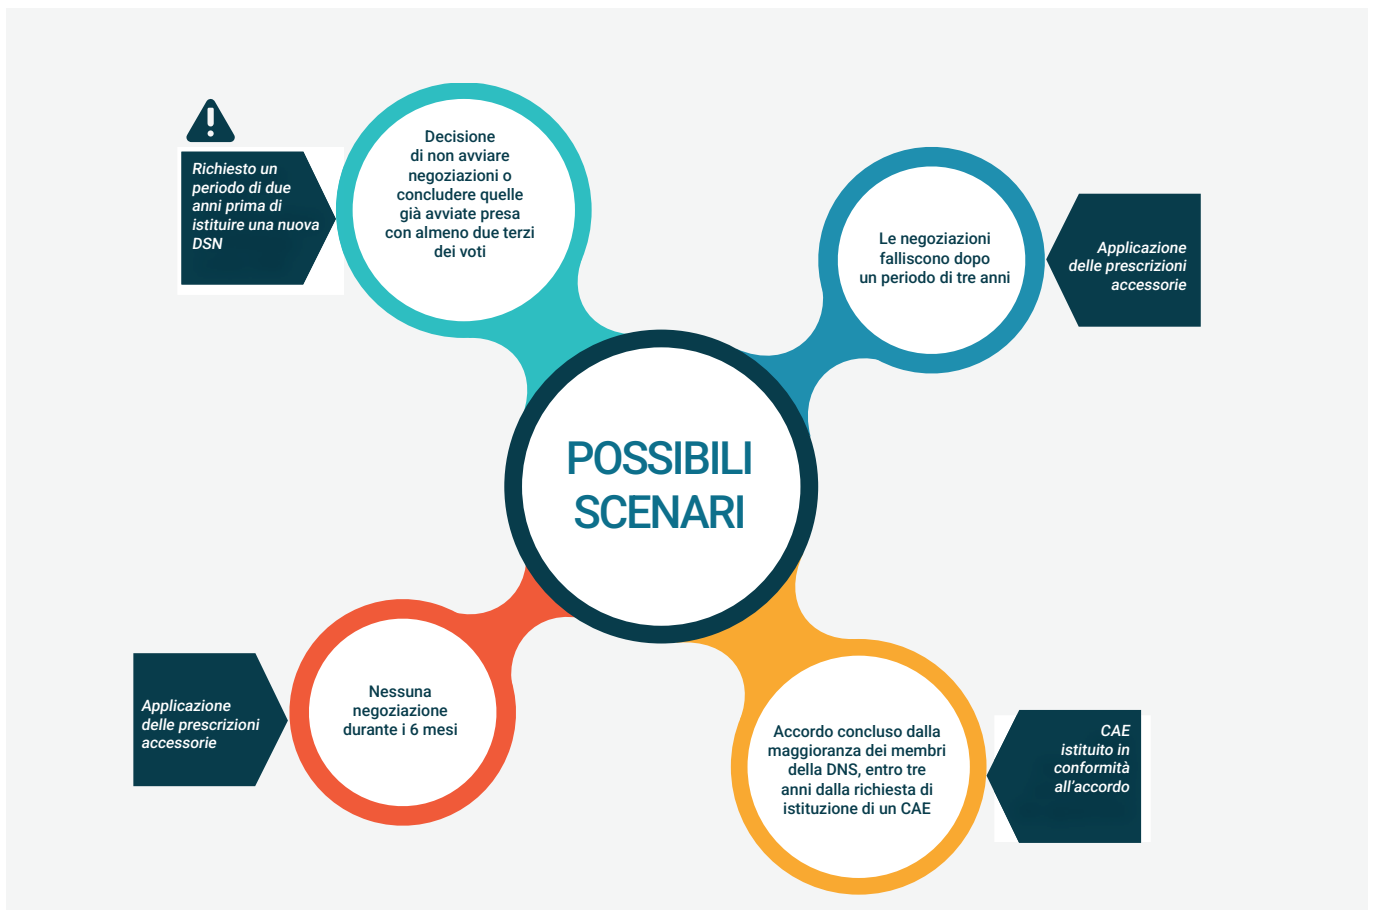 Richiesto un
periodo di due
anni prima di
istituire una nuova
DSN
Decisione
di non avviare
negoziazioni o
concludere quelle
già avviate presa
con almeno due terzi
dei voti
Le negoziazioni
falliscono dopo
un periodo di tre anni
Applicazione
delle prescrizioni
accessorie
POSSIBILI
SCENARI
Applicazione
delle prescrizioni
accessorie
Nessuna
negoziazione
durante i 6 mesi
Accordo concluso dalla
maggioranza dei membri
della DNS, entro tre
anni dalla richiesta di
istituzione di un CAE
CAE
istituito in
conformità
all'accordo